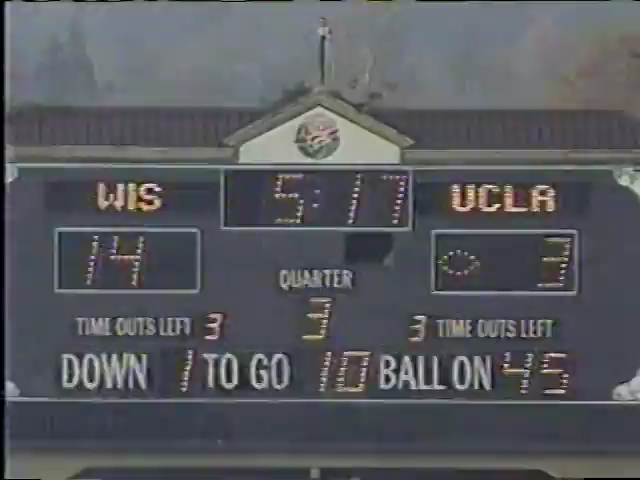 WIS 5:17 UCLA
14 3
QUARTER
3
TIME OUTS LEFT 3 3 TIME OUTS LEFT
DOWN 1 TO GO 10 BALL ON 45